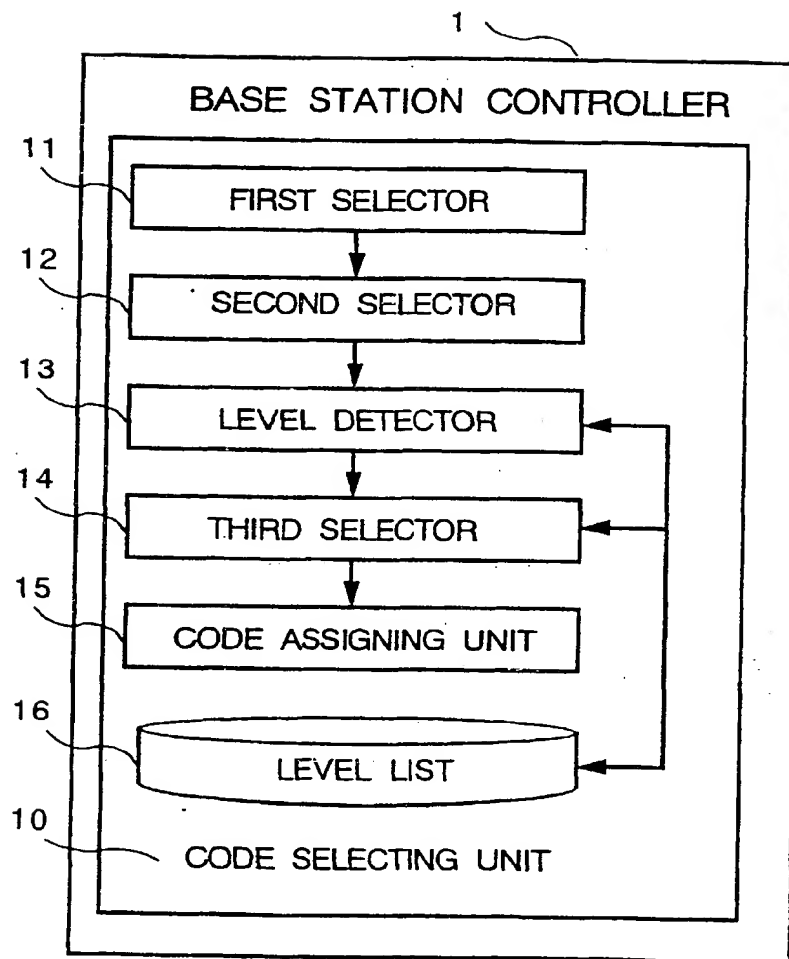 1
BASE STATION CONTROLLER
11
FIRST SELECTOR
12
SECOND SELECTOR
13
LEVEL DETECTOR
14
THIRD SELECTOR
15
CODE ASSIGNING UNIT
16
LEVEL LIST
10
CODE SELECTING UNIT